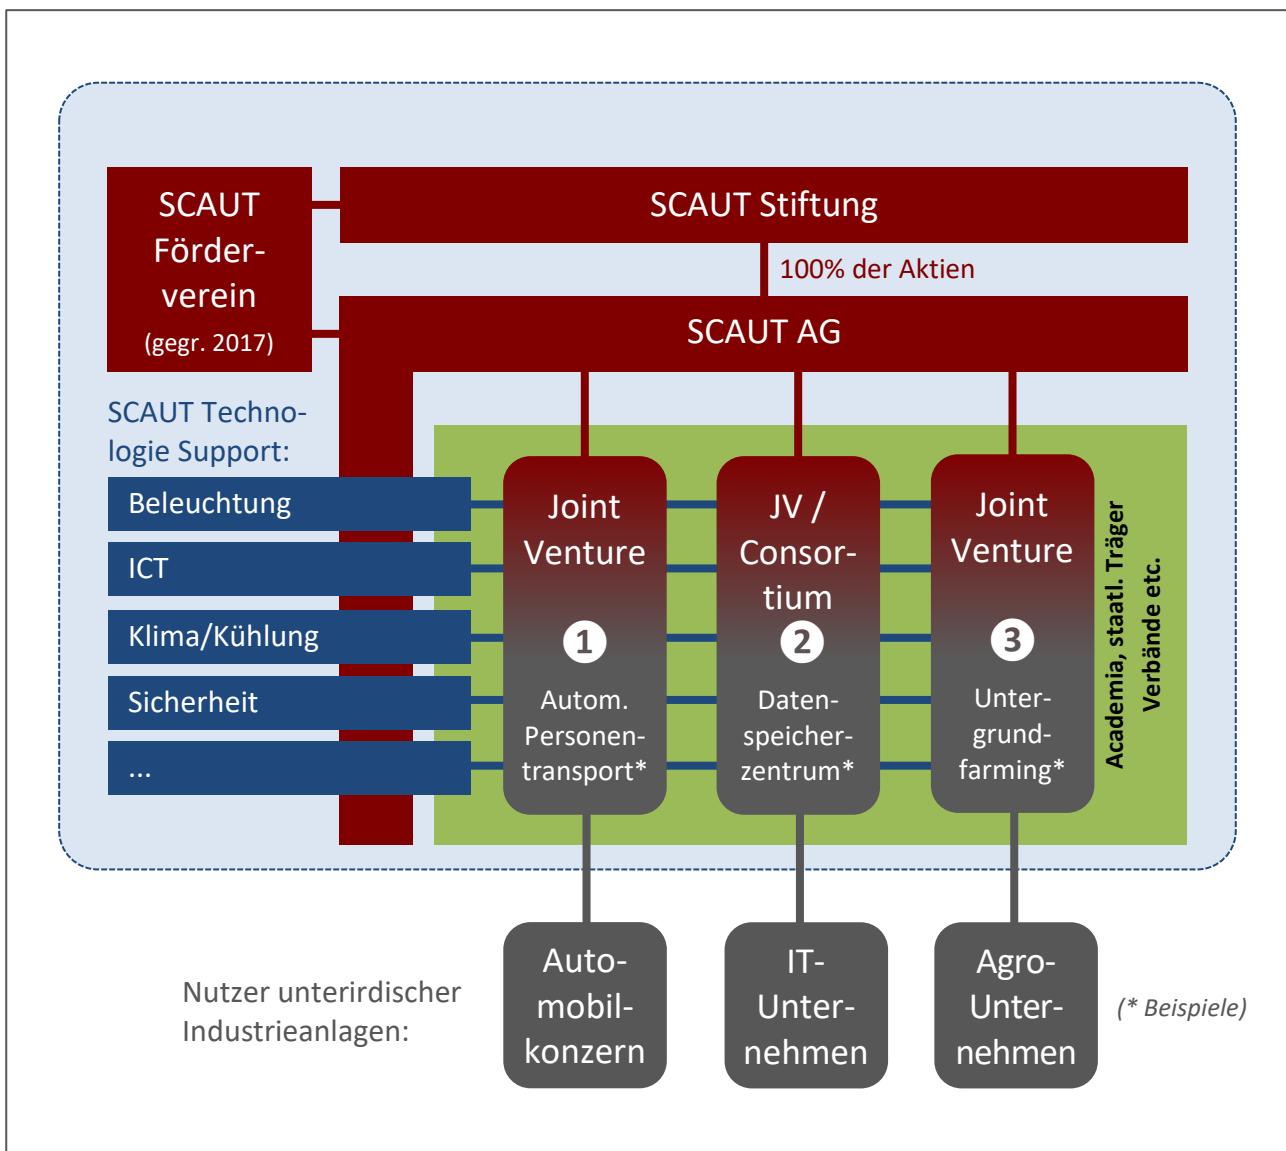 SCAUT
Förder-
verein
(gegr. 2017)
SCAUT Stiftung
100% der Aktien
SCAUT AG
SCAUT Techno-
logie Support:
Beleuchtung
ICT
Klima/Kühlung
Sicherheit
...
Joint
Venture
1
Autom.
Personen-
transport*
JV /
Consor-
tium
2
Daten-
speicher-
zentrum*
Joint
Venture
3
Unter-
grund-
farming*
Academia, staatl. Träger
Verbände etc.
Nutzer unterirdischer
Industrieanlagen:
Auto-
mobil-
konzern
IT-
Unter-
nehmen
Agro-
Unter-
nehmen
(* Beispiele)